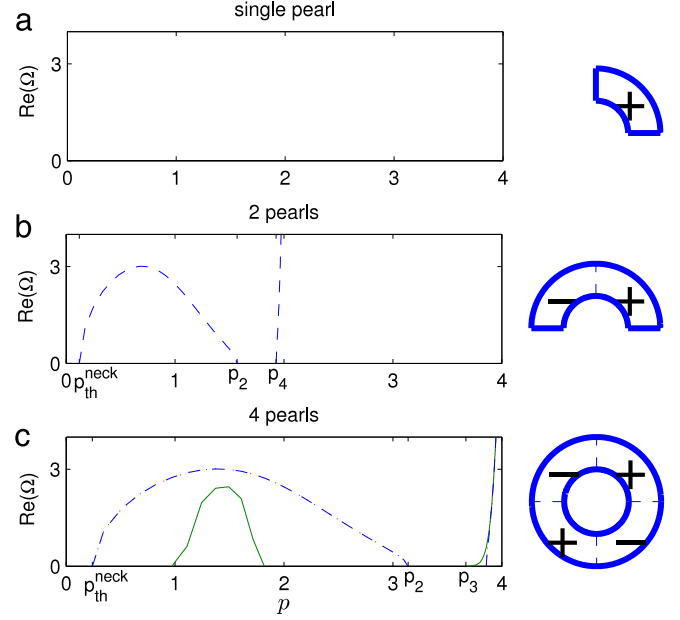 a
single pearl
Re(Ω)
3
0
0 1 2 3 4
+
b
2 pearls
Re(Ω)
3
0
0 p_th^neck 1 p_2 p_4 3 4
− +
c
4 pearls
Re(Ω)
3
0
0 p_th^neck 1 2 3 p_2 p_3 4
p
− +
+ −